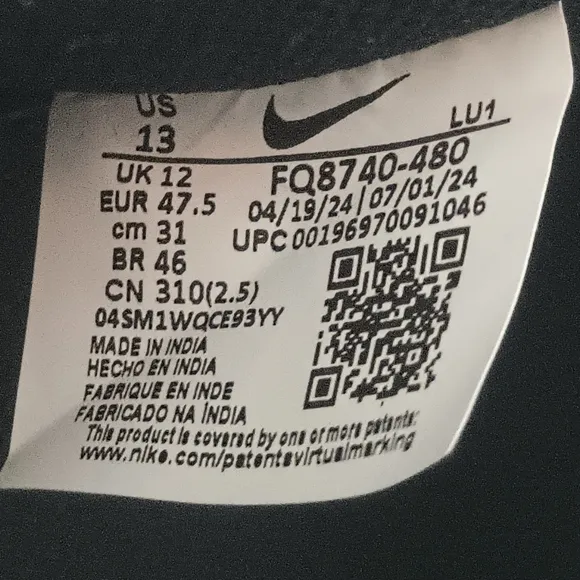 US
13
LU1
UK 12
EUR 47.5
cm 31
BR 46
CN 310(2.5)
FQ8740-480
04/19/24 | 07/01/24
UPC 00196970091046
04SM1WQCE93YY
MADE IN INDIA
HECHO EN INDIA
FABRIQUE EN INDE
FABRICADO NA ÍNDIA
This product is covered by one or more patents:
www.nike.com/patentsvirtualmarking